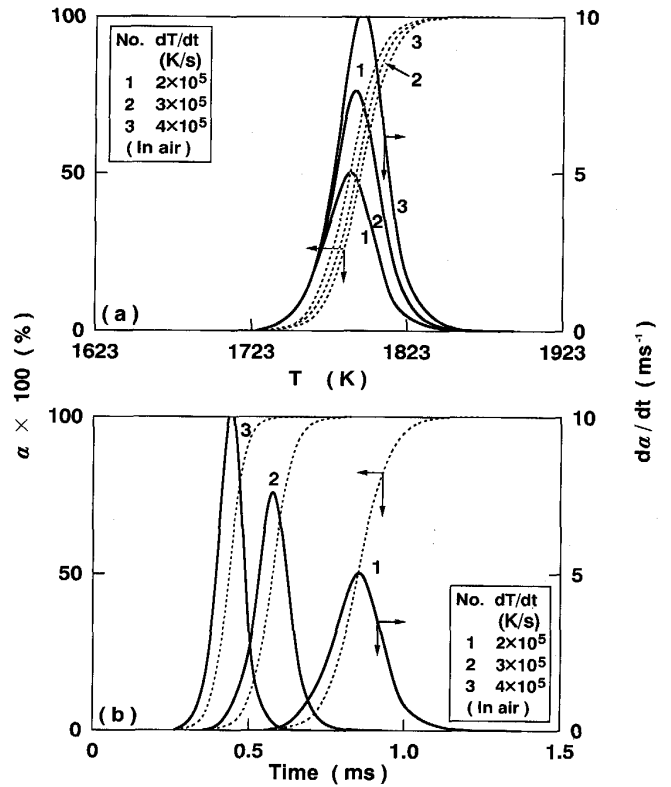 No. dT/dt
(K/s)
1 2×10⁵
2 3×10⁵
3 4×10⁵
(In air)
100
50
0
10
5
0
1
3
2
3
2
1
(a)
1623
1723
1823
1923
T (K)
α × 100 (%)
dα/dt (ms⁻¹)
100
50
0
10
5
0
3
2
1
No. dT/dt
(K/s)
1 2×10⁵
2 3×10⁵
3 4×10⁵
(In air)
(b)
0
0.5
1.0
1.5
Time (ms)